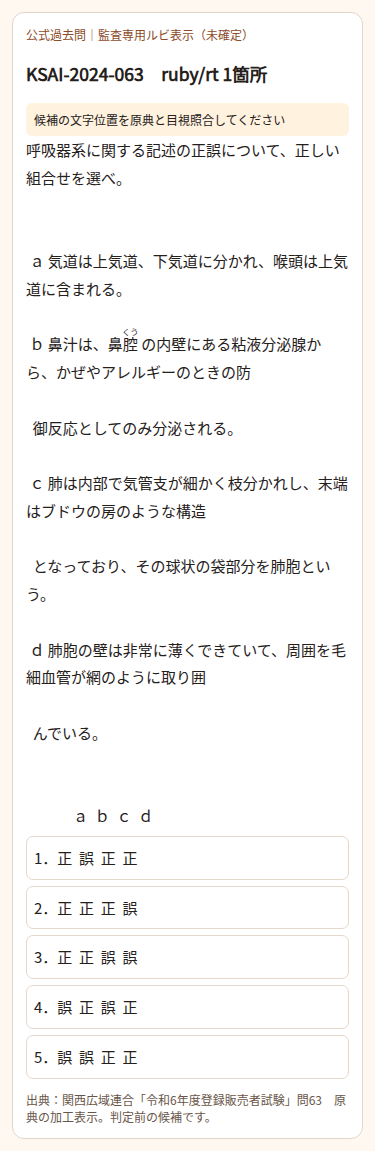 公式過去問｜監査専用ルビ表示（未確定）
KSAI-2024-063　ruby/rt 1箇所
候補の文字位置を原典と目視照合してください
呼吸器系に関する記述の正誤について、正しい
組合せを選べ。
ａ 気道は上気道、下気道に分かれ、喉頭は上気
道に含まれる。
くう
ｂ 鼻汁は、鼻腔の内壁にある粘液分泌腺か
ら、かぜやアレルギーのときの防
御反応としてのみ分泌される。
ｃ 肺は内部で気管支が細かく枝分かれし、末端
はブドウの房のような構造
となっており、その球状の袋部分を肺胞とい
う。
ｄ 肺胞の壁は非常に薄くできていて、周囲を毛
細血管が網のように取り囲
んでいる。
ａ ｂ ｃ ｄ
1．正 誤 正 正
2．正 正 正 誤
3．正 正 誤 誤
4．誤 正 誤 正
5．誤 誤 正 正
出典：関西広域連合「令和6年度登録販売者試験」問63　原
典の加工表示。判定前の候補です。